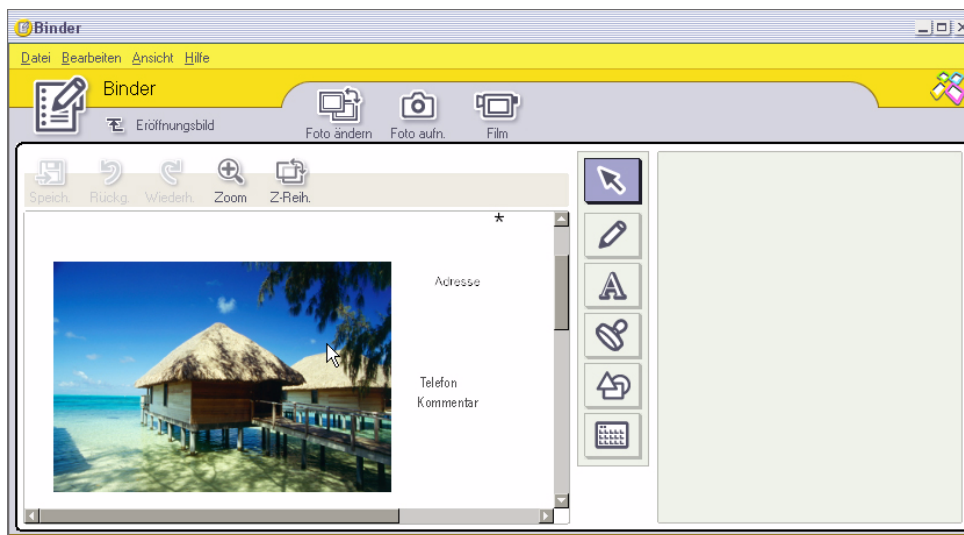 Binder
Datei Bearbeiten Ansicht Hilfe
Binder
Eröffnungsbild
Foto ändern Foto aufn. Film
Speich. Rückg. Wiederh. Zoom Z-Reih.
*
Adresse
Telefon
Kommentar